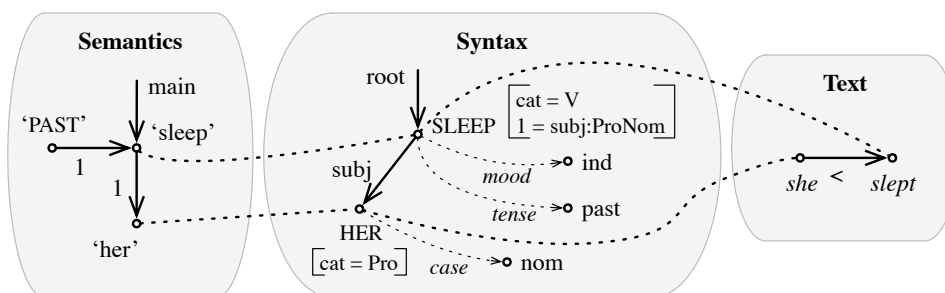 Semantics
main
‘PAST’
‘sleep’
1
1
‘her’
Syntax
root
SLEEP
cat = V
1 = subj:ProNom
subj
mood
ind
tense
past
HER
cat = Pro
case
nom
Text
she < slept